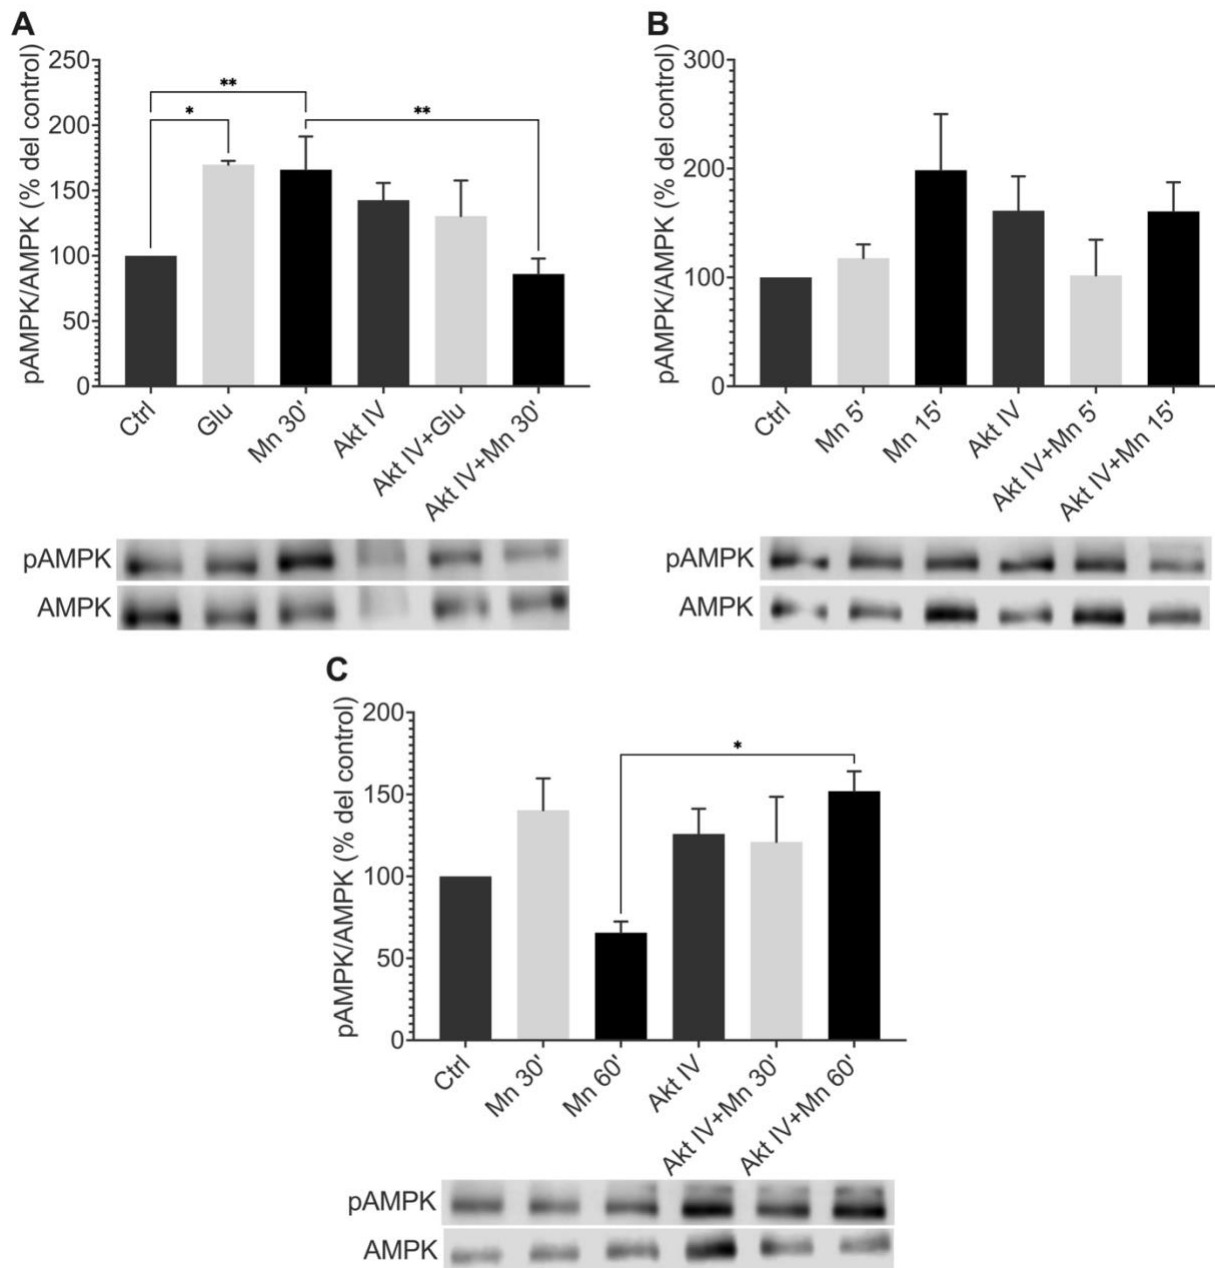 A
pAMPK/AMPK (% del control)
250
200
150
100
50
0
**
*
**
Ctrl
Glu
Mn 30'
Akt IV
Akt IV+Glu
Akt IV+Mn 30'
pAMPK
AMPK
B
pAMPK/AMPK (% del control)
300
200
100
0
Ctrl
Mn 5'
Mn 15'
Akt IV
Akt IV+Mn 5'
Akt IV+Mn 15'
pAMPK
AMPK
C
pAMPK/AMPK (% del control)
200
150
100
50
0
*
Ctrl
Mn 30'
Mn 60'
Akt IV
Akt IV+Mn 30'
Akt IV+Mn 60'
pAMPK
AMPK